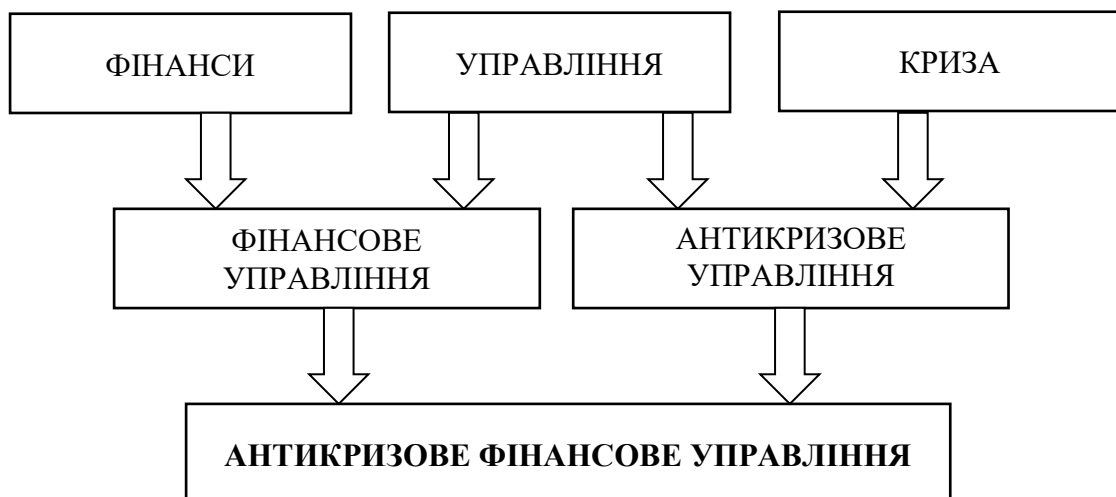 ФІНАНСИ
УПРАВЛІННЯ
КРИЗА
ФІНАНСОВЕ
УПРАВЛІННЯ
АНТИКРИЗОВЕ
УПРАВЛІННЯ
АНТИКРИЗОВЕ ФІНАНСОВЕ УПРАВЛІННЯ